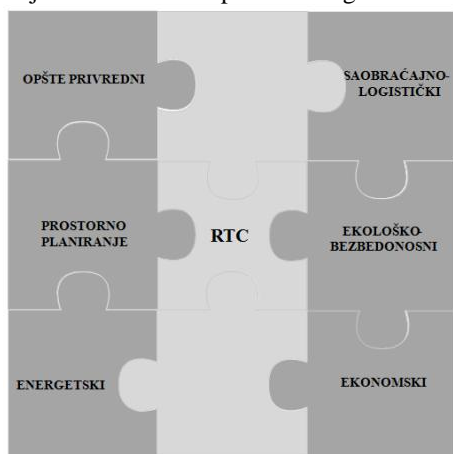 OPŠTE PRIVREDNI
SAOBRAĆAJNO-
LOGISTIČKI
PROSTORNO
PLANIRANJE
RTC
EKOLOŠKO-
BEZBEDONOSNI
ENERGETSKI
EKONOMSKI